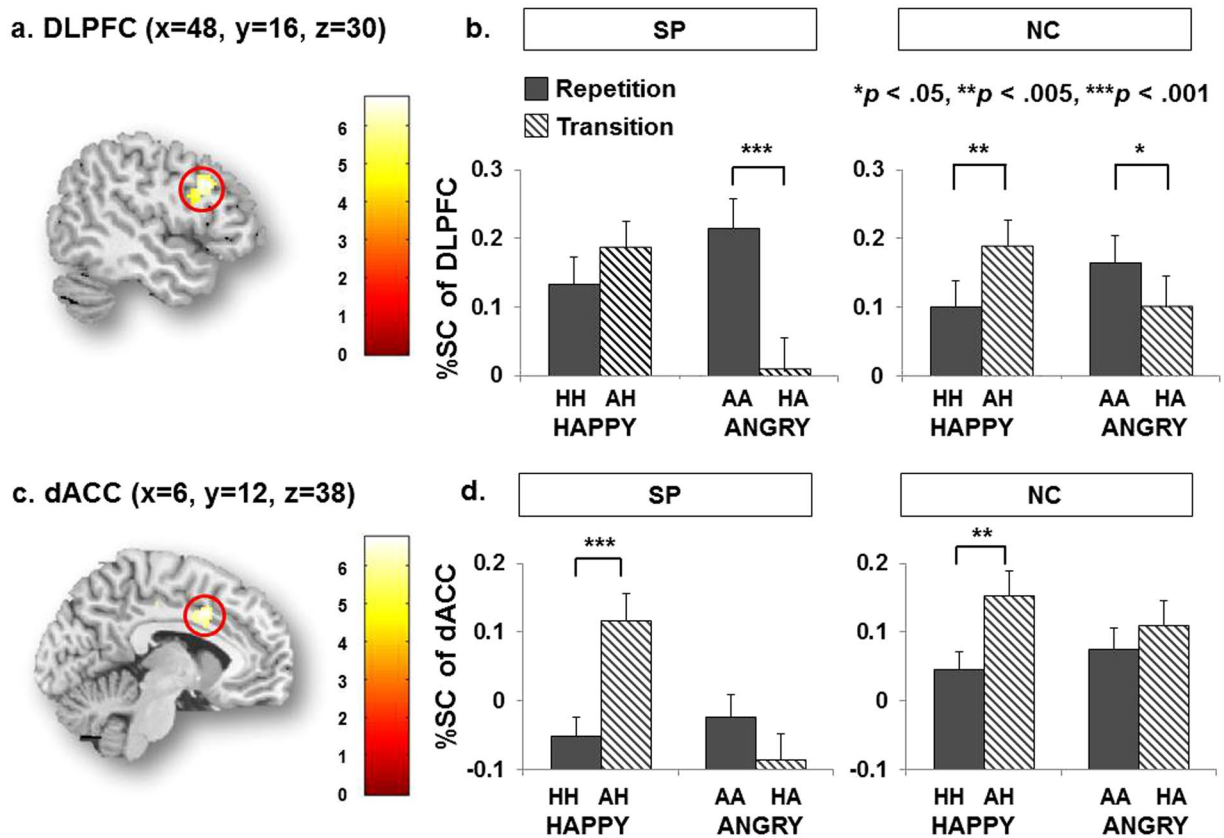 a. DLPFC (x=48, y=16, z=30)
6
5
4
3
2
1
0
b.
SP
NC
Repetition
Transition
*p < .05, **p < .005, ***p < .001
%SC of DLPFC
0.3
0.2
0.1
0
***
HH AH AA HA
HAPPY ANGRY
0.3
0.2
0.1
0
** *
HH AH AA HA
HAPPY ANGRY
c. dACC (x=6, y=12, z=38)
6
5
4
3
2
1
0
d.
SP
NC
%SC of dACC
0.2
0.1
0
-0.1
***
HH AH AA HA
HAPPY ANGRY
0.2
0.1
0
-0.1
**
HH AH AA HA
HAPPY ANGRY